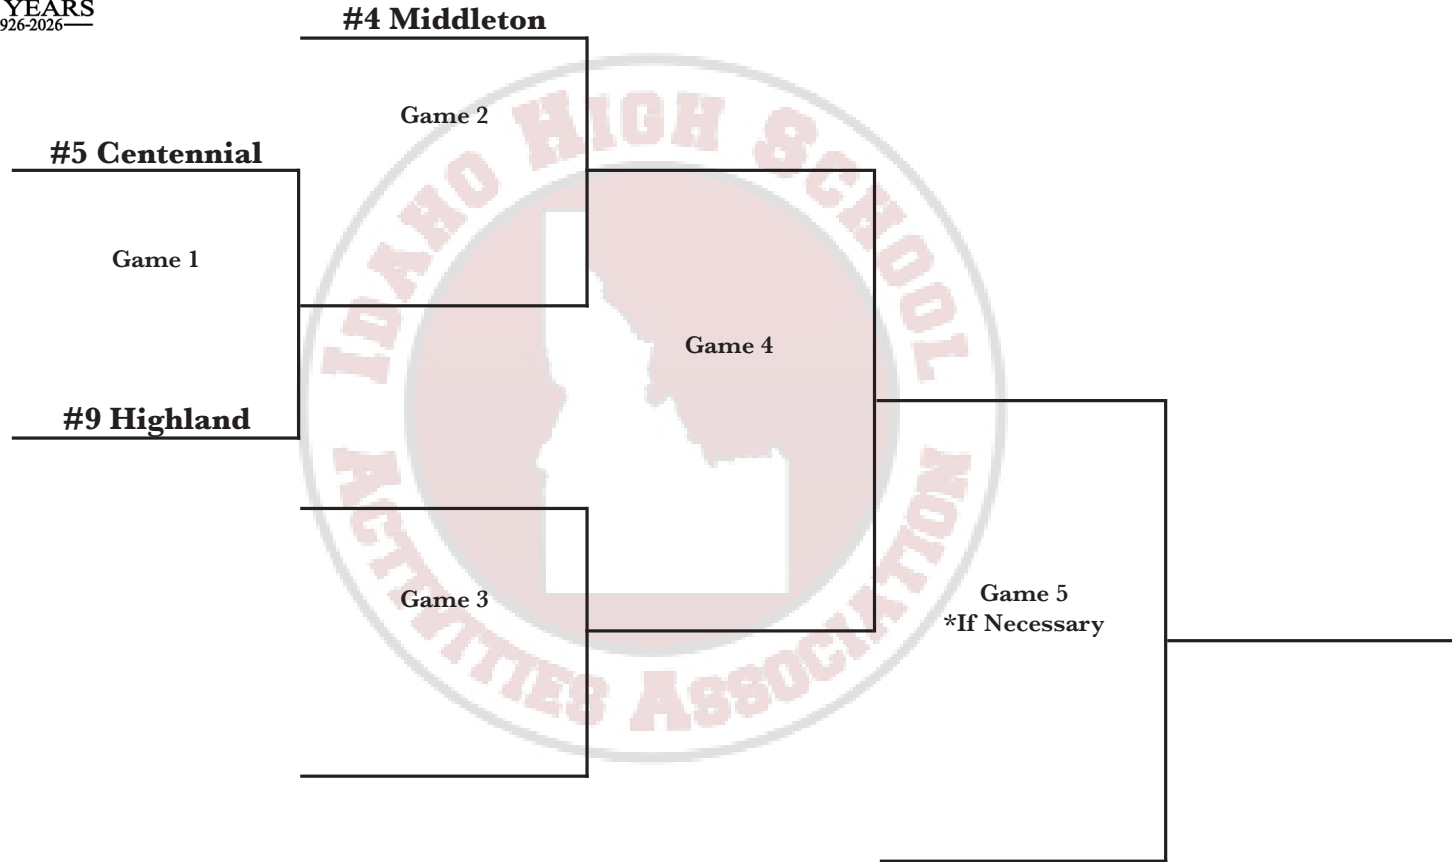 YEARS
926-2026
#4 Middleton
Game 2
IDAHO HIGH SCHOOL
#5 Centennial
Game 1
Game 4
#9 Highland
Game 3
Game 5
*If Necessary
ACTIVITIES ASSOCIATION